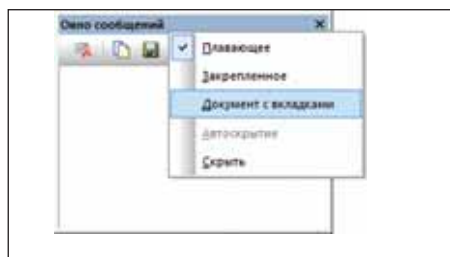 Окно сообщений
Плавающее
Закрепленное
Документ с вкладками
Автоскрытие
Скрыть